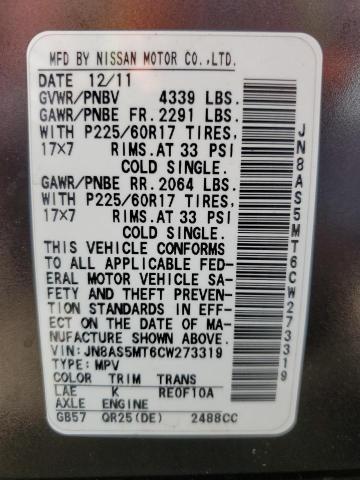 MFD BY NISSAN MOTOR CO.,LTD.
DATE 12/11
GVWR/PNBV 4339 LBS.
GAWR/PNBE FR. 2291 LBS.
WITH P225/60R17 TIRES,
17x7 RIMS. AT 33 PSI
COLD SINGLE.
GAWR/PNBE RR. 2064 LBS.
WITH P225/60R17 TIRES,
17x7 RIMS. AT 33 PSI
COLD SINGLE.
THIS VEHICLE CONFORMS
TO ALL APPLICABLE FED-
ERAL MOTOR VEHICLE SA-
FETY AND THEFT PREVEN-
TION STANDARDS IN EFF-
ECT ON THE DATE OF MA-
NUFACTURE SHOWN ABOVE.
VIN: JN8AS5MT6CW273319
TYPE: MPV
COLOR TRIM TRANS
LAE K RE0F10A
AXLE ENGINE
GB57 QR25(DE) 2488CC
JN8AS5MT6CW273319